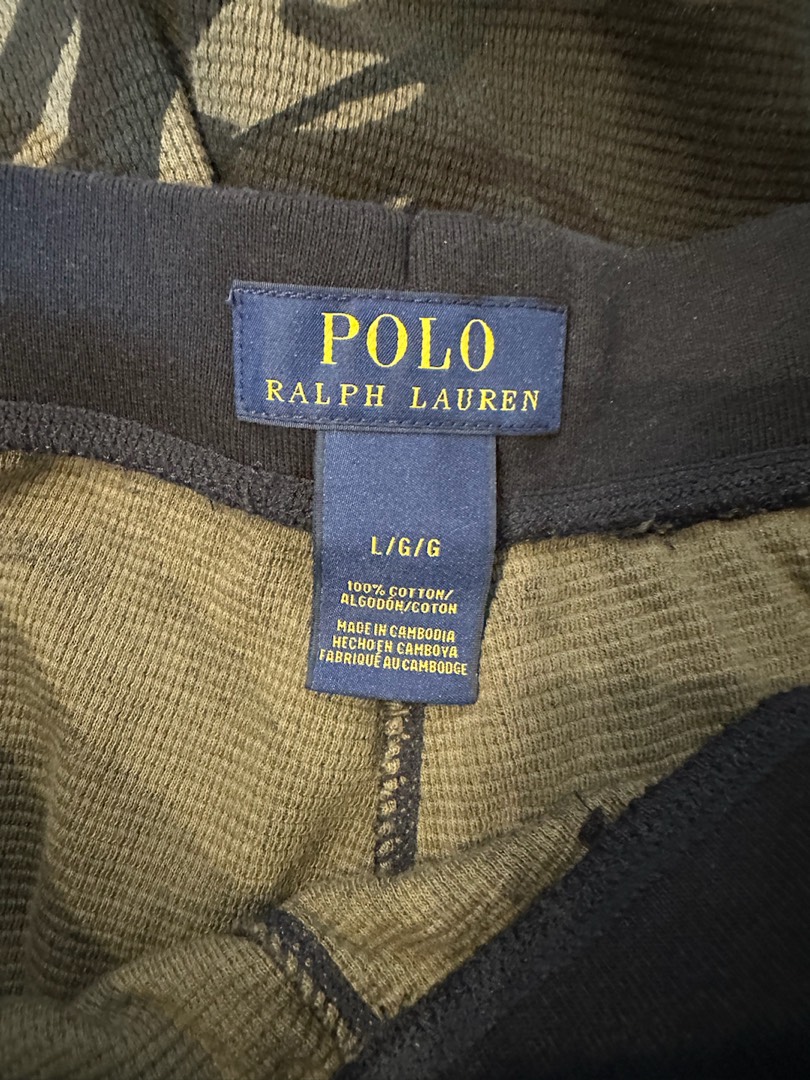 POLO
RALPH LAUREN
L/G/G
100% COTTON/
ALGODÓN/COTON
MADE IN CAMBODIA
HECHO EN CAMBOYA
FABRIQUÉ AU CAMBODGE